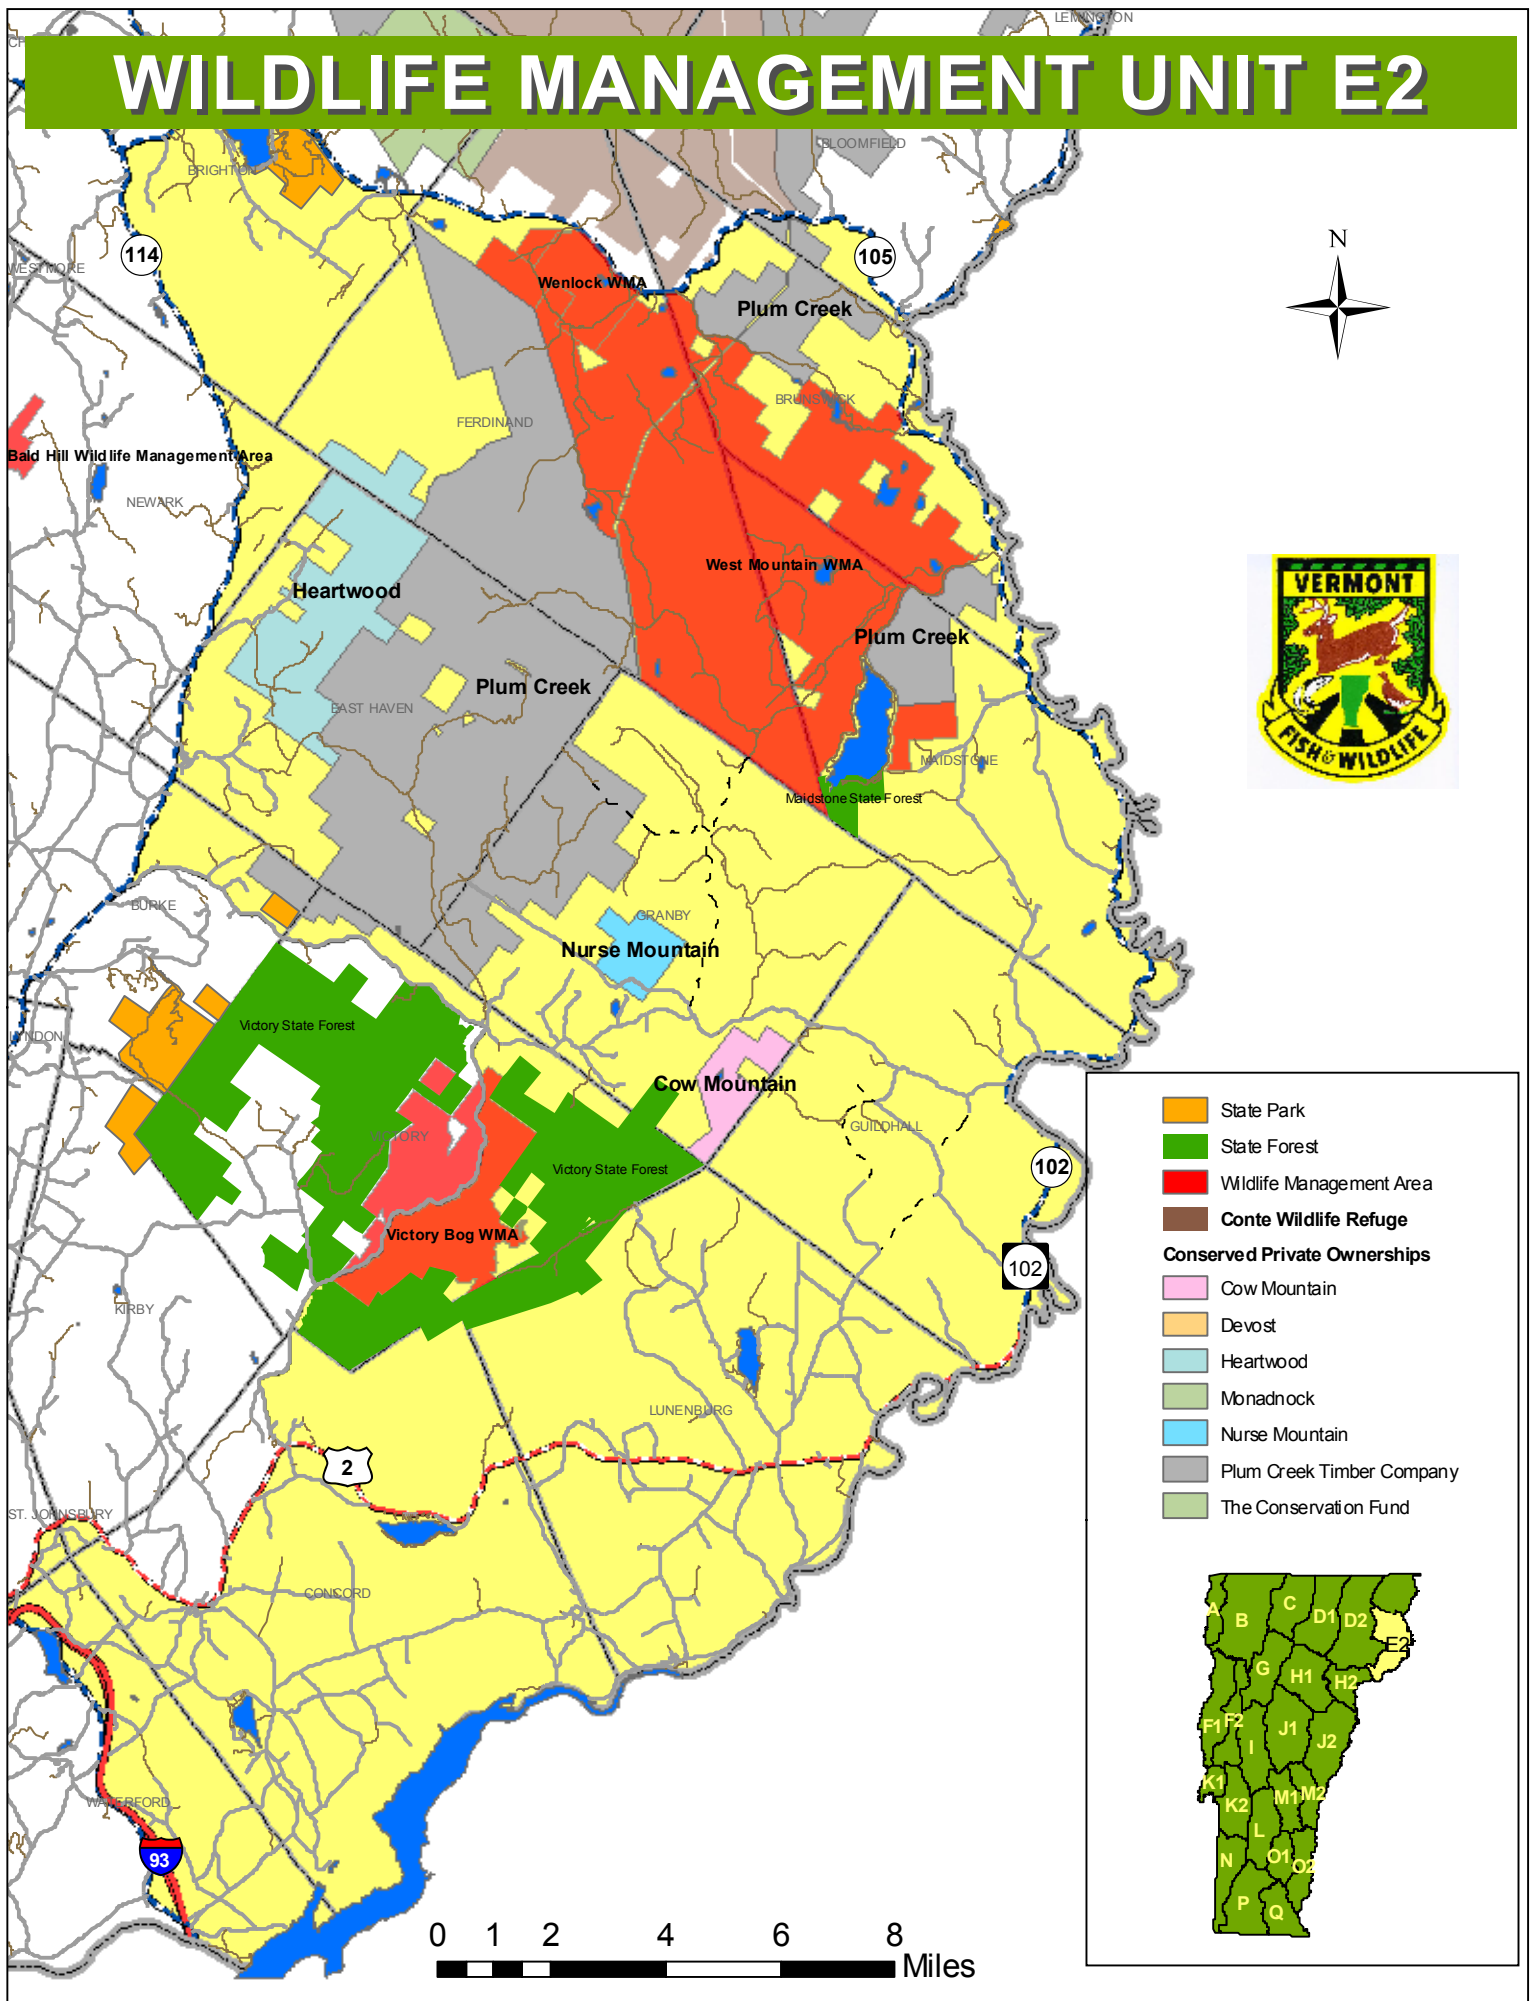 LEMINGTON
WILDLIFE MANAGEMENT UNIT E2
BLOOMFIELD
BRIGHTON
114
105
WESTMORE
N
Wenlock WMA
Plum Creek
BRUNSWICK
FERDINAND
Bald Hill Wildlife Management Area
NEWARK
West Mountain WMA
Heartwood
VERMONT
FISH & WILDLIFE
Plum Creek
Plum Creek
EAST HAVEN
MAIDSTONE
Maidstone State Forest
BURKE
GRANBY
Nurse Mountain
Victory State Forest
LYNDON
Cow Mountain
VICTORY
GUILDHALL
Victory State Forest
102
Victory Bog WMA
102
KIRBY
LUNENBURG
2
ST. JOHNSBURY
CONCORD
WATERFORD
93
0 1 2 4 6 8
Miles
State Park
State Forest
Wildlife Management Area
Conte Wildlife Refuge
Conserved Private Ownerships
Cow Mountain
Devost
Heartwood
Monadnock
Nurse Mountain
Plum Creek Timber Company
The Conservation Fund
A B C D1 D2
E2
G H1 H2
F1 F2 I J1 J2
K1 K2 M1 M2
L
N O1 O2
P Q